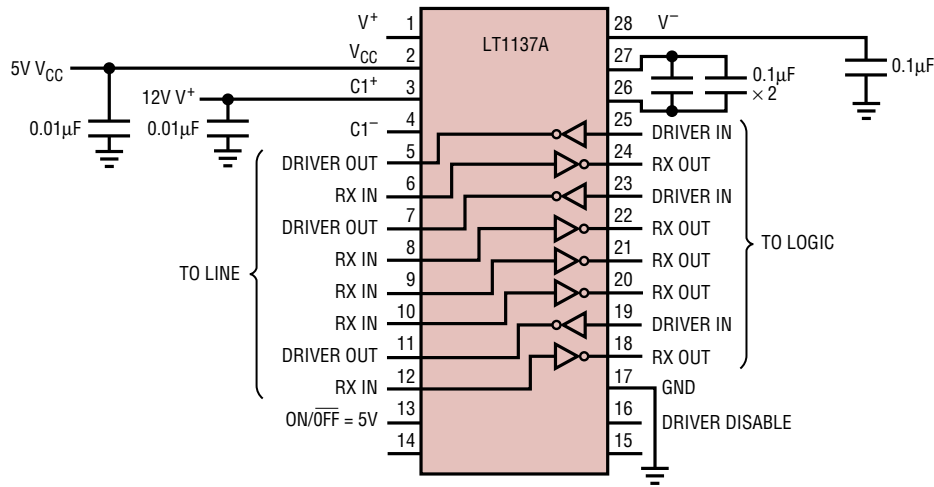 LT1137A
V+ 1
VCC 2
5V VCC
C1+ 3
12V V+
0.01µF
0.01µF
C1− 4
DRIVER OUT 5
RX IN 6
DRIVER OUT 7
RX IN 8
RX IN 9
RX IN 10
DRIVER OUT 11
RX IN 12
ON/OFF = 5V 13
14
TO LINE
28 V−
0.1µF
27
0.1µF
× 2
26
25 DRIVER IN
24 RX OUT
23 DRIVER IN
22 RX OUT
21 RX OUT
20 RX OUT
19 DRIVER IN
18 RX OUT
17 GND
16 DRIVER DISABLE
15
TO LOGIC